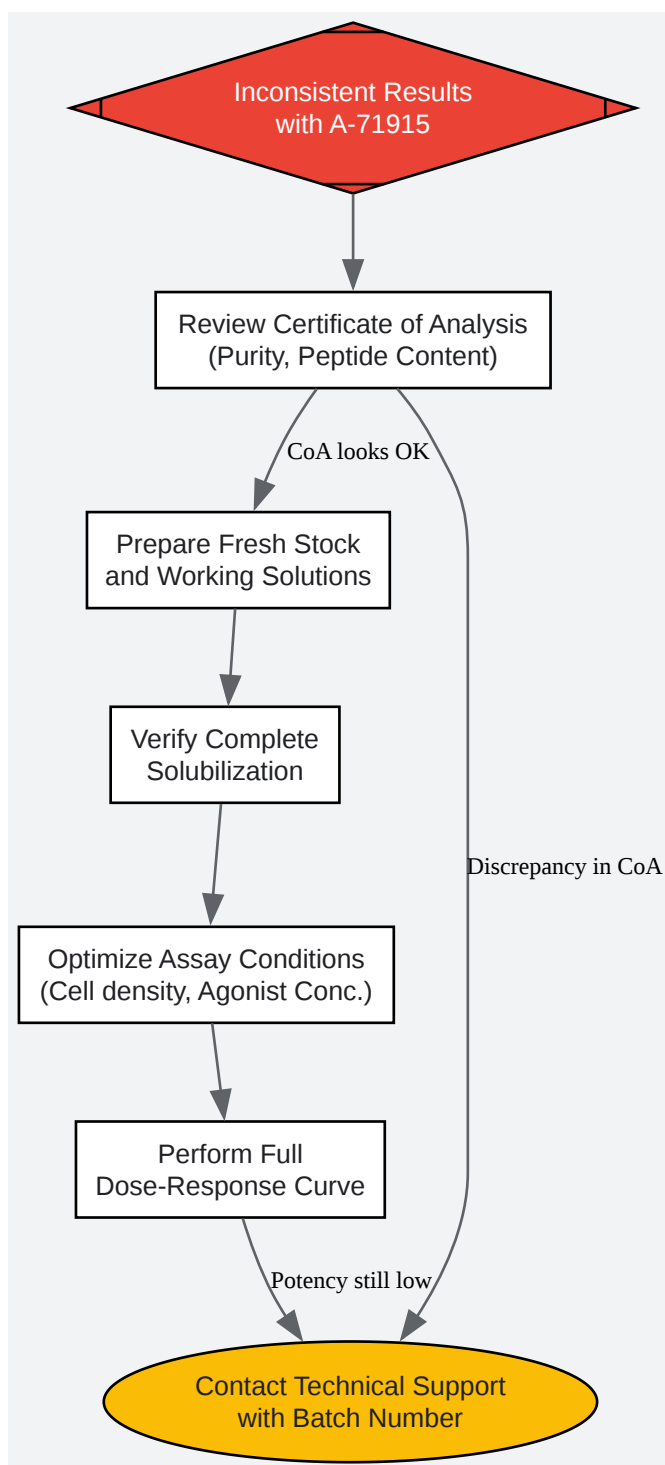 Inconsistent Results
with A-71915
Review Certificate of Analysis
(Purity, Peptide Content)
CoA looks OK
Prepare Fresh Stock
and Working Solutions
Verify Complete
Solubilization
Discrepancy in CoA
Optimize Assay Conditions
(Cell density, Agonist Conc.)
Perform Full
Dose-Response Curve
Potency still low
Contact Technical Support
with Batch Number